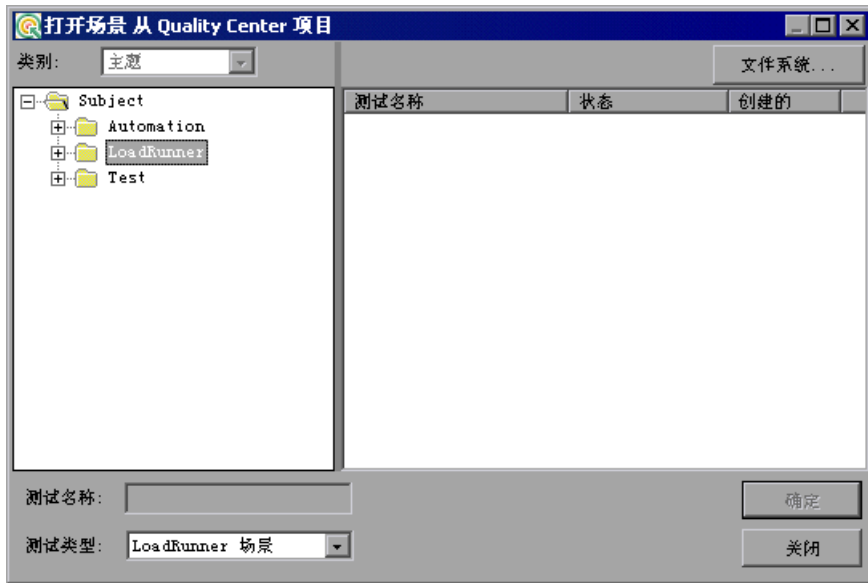 打开场景 从 Quality Center 项目
类别: 主题 文件系统...
Subject
Automation
LoadRunner
Test
测试名称 状态 创建的
测试名称:
确定
测试类型: LoadRunner 场景
关闭